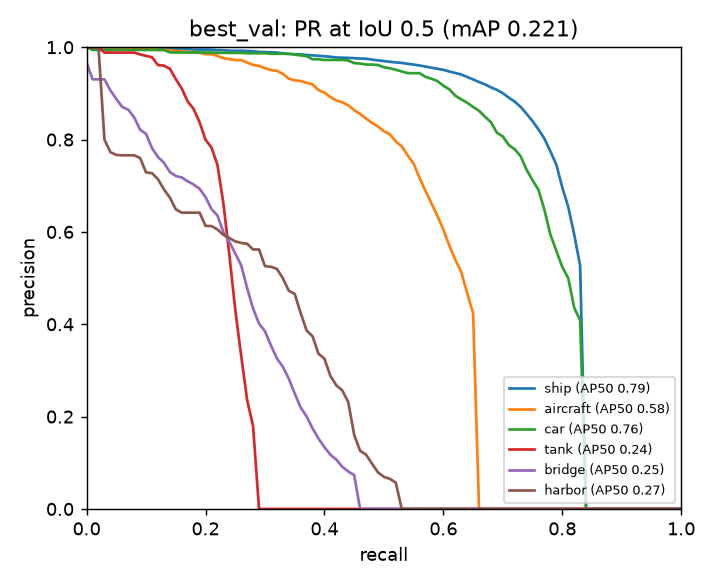 best_val: PR at IoU 0.5 (mAP 0.221)
precision
1.0
0.8
0.6
0.4
0.2
0.0
ship (AP50 0.79)
aircraft (AP50 0.58)
car (AP50 0.76)
tank (AP50 0.24)
bridge (AP50 0.25)
harbor (AP50 0.27)
0.0 0.2 0.4 0.6 0.8 1.0
recall